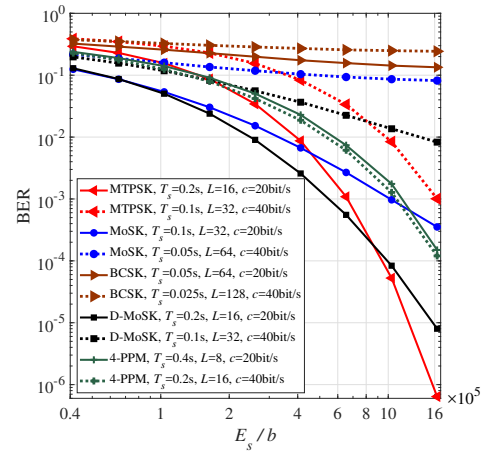 10^0
10^-1
10^-2
10^-3
10^-4
10^-5
10^-6
BER
MTPSK, T_s=0.2s, L=16, c=20bit/s
MTPSK, T_s=0.1s, L=32, c=40bit/s
MoSK, T_s=0.1s, L=32, c=20bit/s
MoSK, T_s=0.05s, L=64, c=40bit/s
BCSK, T_s=0.05s, L=64, c=20bit/s
BCSK, T_s=0.025s, L=128, c=40bit/s
D-MoSK, T_s=0.2s, L=16, c=20bit/s
D-MoSK, T_s=0.1s, L=32, c=40bit/s
4-PPM, T_s=0.4s, L=8, c=20bit/s
4-PPM, T_s=0.2s, L=16, c=40bit/s
0.4 0.6 1 2 4 6 8 10 16 ×10^5
E_s / b